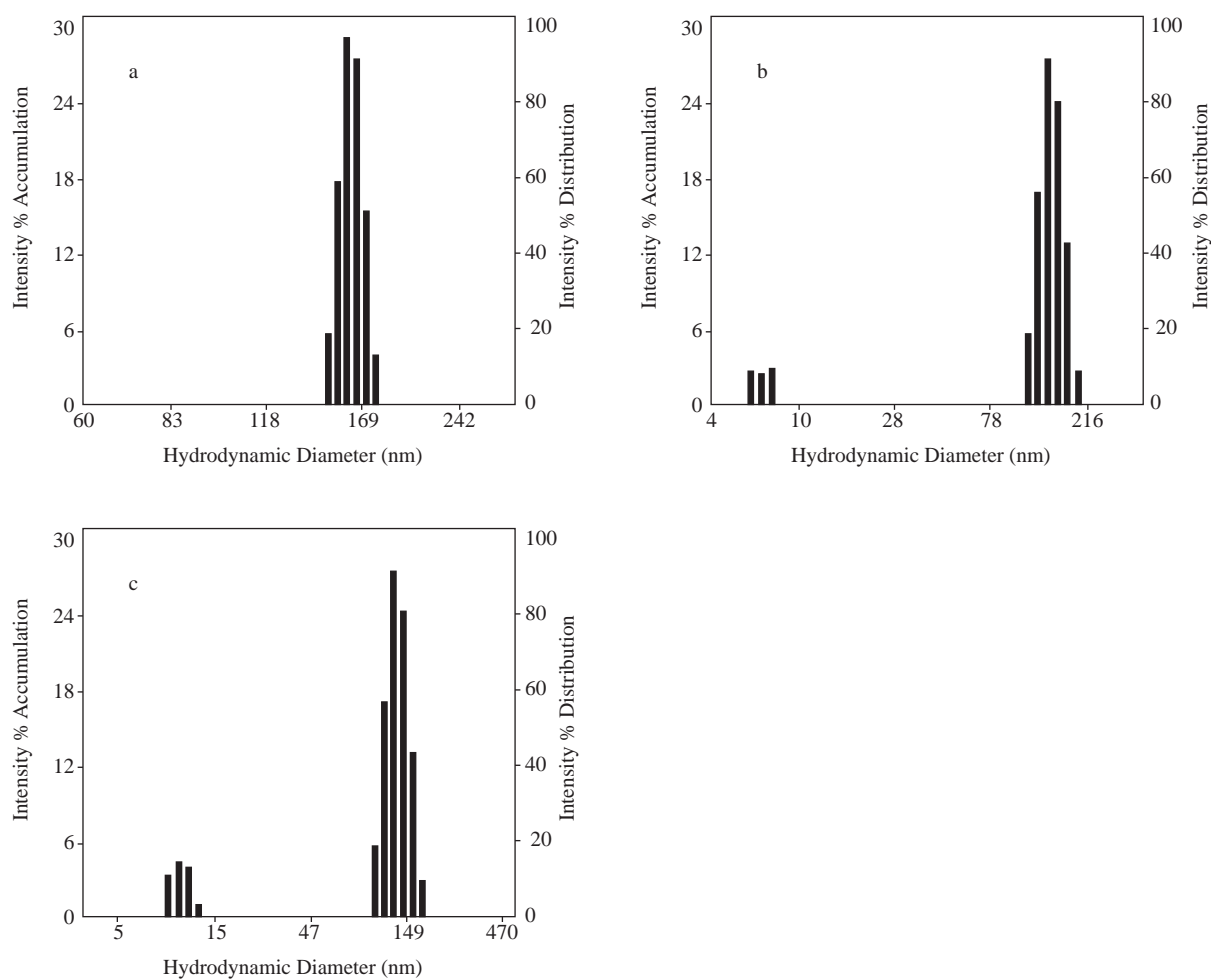 30
24
18
12
6
0
Intensity % Accumulation
a
100
80
60
40
20
0
Intensity % Distribution
60 83 118 169 242
Hydrodynamic Diameter (nm)
30
24
18
12
6
0
Intensity % Accumulation
b
100
80
60
40
20
0
Intensity % Distribution
4 10 28 78 216
Hydrodynamic Diameter (nm)
30
24
18
12
6
0
Intensity % Accumulation
c
100
80
60
40
20
0
Intensity % Distribution
5 15 47 149 470
Hydrodynamic Diameter (nm)